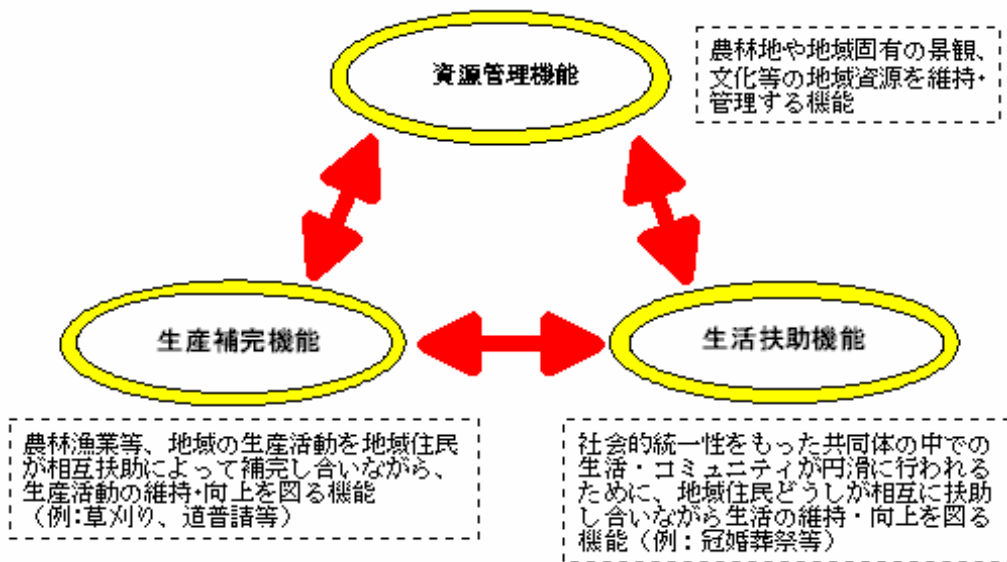 資源管理機能
農林地や地域固有の景観、
文化等の地域資源を維持・
管理する機能
生産補完機能
農林漁業等、地域の生産活動を地域住民
が相互扶助によって補完し合いながら、
生産活動の維持・向上を図る機能
（例：草刈り、道普請等）
生活扶助機能
社会的統一性をもった共同体の中での
生活・コミュニティが円滑に行われる
ために、地域住民どうしが相互に扶助
し合いながら生活の維持・向上を図る
機能（例：冠婚葬祭等）